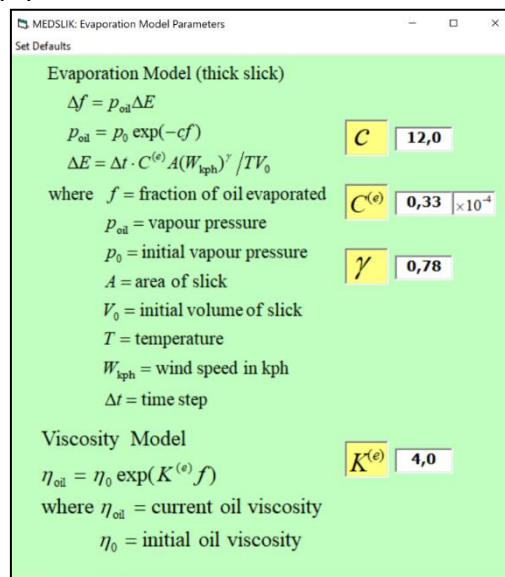 MEDSLIK: Evaporation Model Parameters
Set Defaults
Evaporation Model (thick slick)
Δf = p_oil ΔE
p_oil = p_0 exp(−cf)
c 12,0
ΔE = Δt · C^(e) A(W_kph)^γ / TV_0
where f = fraction of oil evaporated
C^(e) 0,33 ×10^-4
p_oil = vapour pressure
p_0 = initial vapour pressure
γ 0,78
A = area of slick
V_0 = initial volume of slick
T = temperature
W_kph = wind speed in kph
Δt = time step
Viscosity Model
K^(e) 4,0
η_oil = η_0 exp(K^(e) f)
where η_oil = current oil viscosity
η_0 = initial oil viscosity